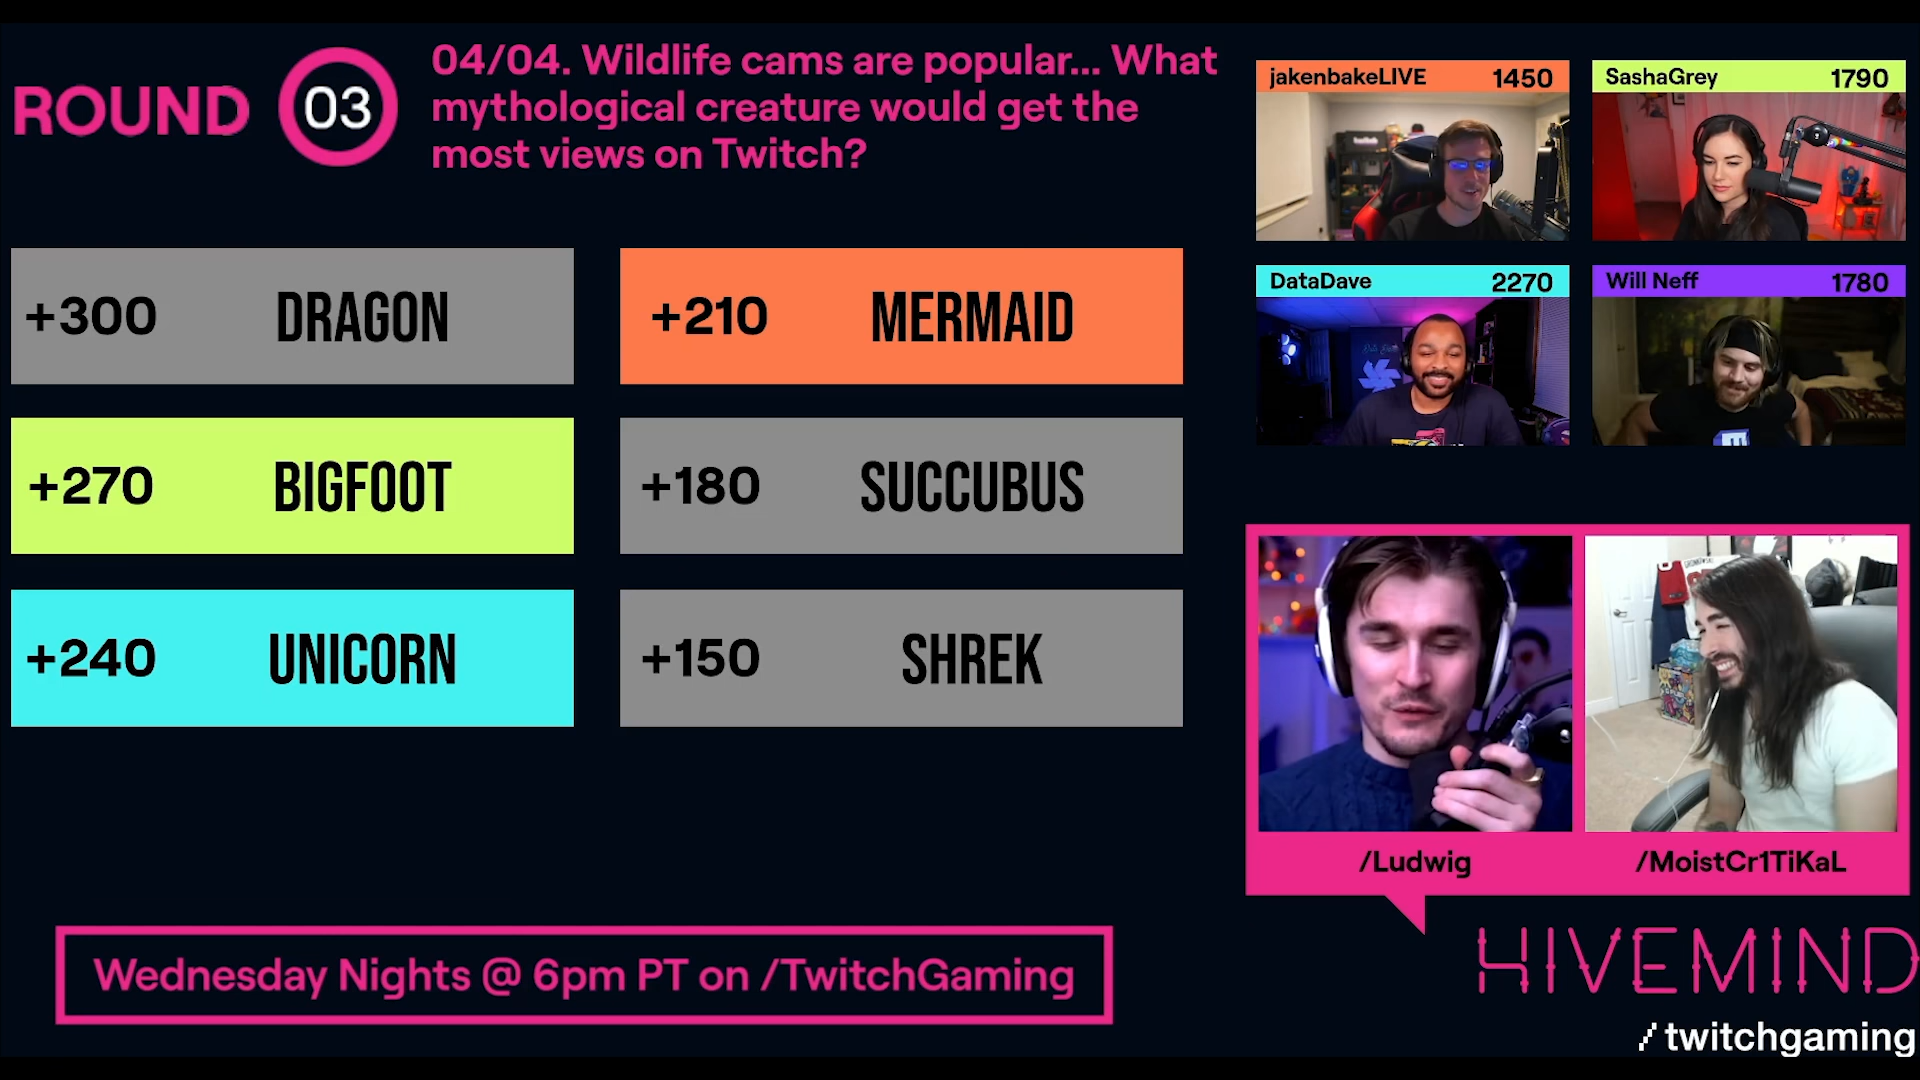 ROUND 03
04/04. Wildlife cams are popular... What
mythological creature would get the
most views on Twitch?
+300 DRAGON
+210 MERMAID
+270 BIGFOOT
+180 SUCCUBUS
+240 UNICORN
+150 SHREK
jakenbakeLIVE 1450
SashaGrey 1790
DataDave 2270
Will Neff 1780
/Ludwig
/MoistCr1TiKaL
Wednesday Nights @ 6pm PT on /TwitchGaming
HIVEMIND
/twitchgaming